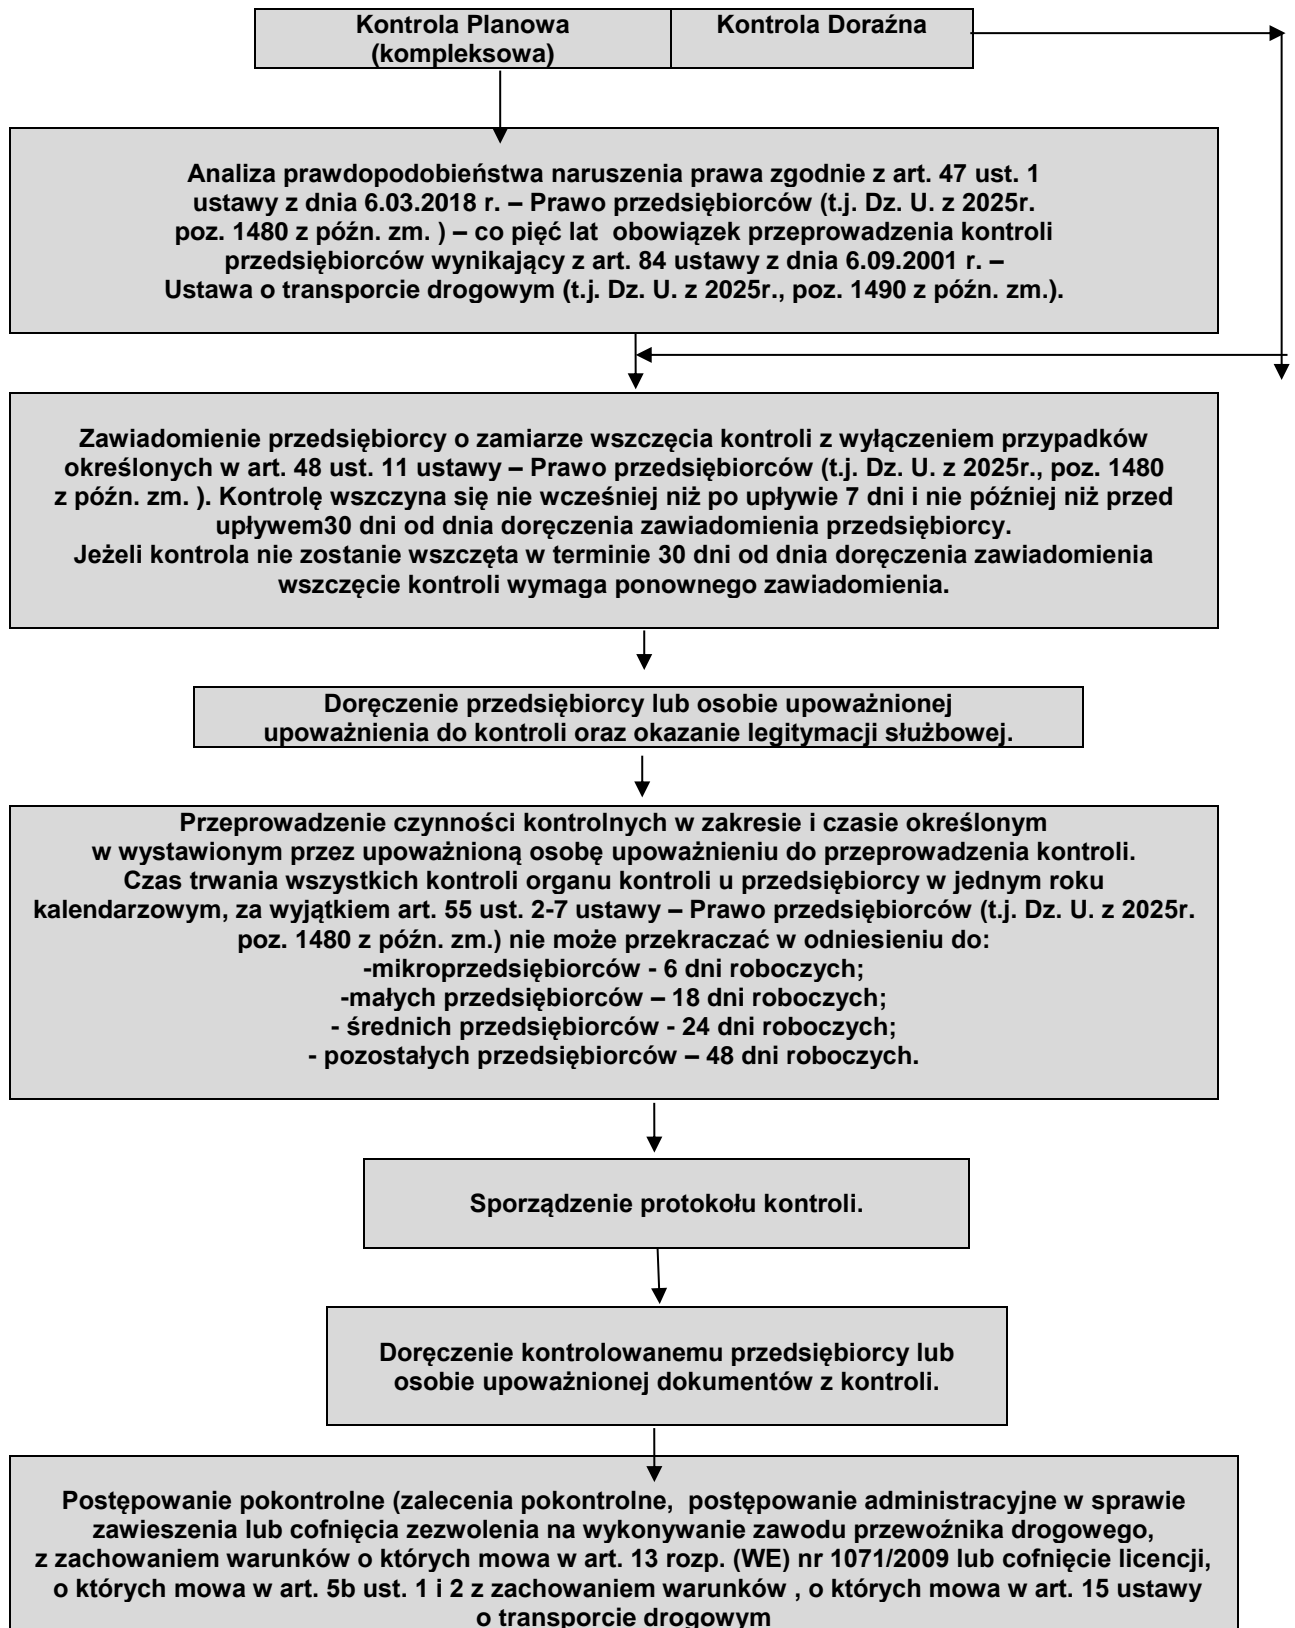 Kontrola Planowa
(kompleksowa)
Kontrola Doraźna
Analiza prawdopodobieństwa naruszenia prawa zgodnie z art. 47 ust. 1
ustawy z dnia 6.03.2018 r. – Prawo przedsiębiorców (t.j. Dz. U. z 2025r.
poz. 1480 z późn. zm. ) – co pięć lat obowiązek przeprowadzenia kontroli
przedsiębiorców wynikający z art. 84 ustawy z dnia 6.09.2001 r. –
Ustawa o transporcie drogowym (t.j. Dz. U. z 2025r., poz. 1490 z późn. zm.).
Zawiadomienie przedsiębiorcy o zamiarze wszczęcia kontroli z wyłączeniem przypadków
określonych w art. 48 ust. 11 ustawy – Prawo przedsiębiorców (t.j. Dz. U. z 2025r., poz. 1480
z późn. zm. ). Kontrolę wszczyna się nie wcześniej niż po upływie 7 dni i nie później niż przed
upływem30 dni od dnia doręczenia zawiadomienia przedsiębiorcy.
Jeżeli kontrola nie zostanie wszczęta w terminie 30 dni od dnia doręczenia zawiadomienia
wszczęcie kontroli wymaga ponownego zawiadomienia.
Doręczenie przedsiębiorcy lub osobie upoważnionej
upoważnienia do kontroli oraz okazanie legitymacji służbowej.
Przeprowadzenie czynności kontrolnych w zakresie i czasie określonym
w wystawionym przez upoważnioną osobę upoważnieniu do przeprowadzenia kontroli.
Czas trwania wszystkich kontroli organu kontroli u przedsiębiorcy w jednym roku
kalendarzowym, za wyjątkiem art. 55 ust. 2-7 ustawy – Prawo przedsiębiorców (t.j. Dz. U. z 2025r.
poz. 1480 z późn. zm.) nie może przekraczać w odniesieniu do:
-mikroprzedsiębiorców - 6 dni roboczych;
-małych przedsiębiorców – 18 dni roboczych;
- średnich przedsiębiorców - 24 dni roboczych;
- pozostałych przedsiębiorców – 48 dni roboczych.
Sporządzenie protokołu kontroli.
Doręczenie kontrolowanemu przedsiębiorcy lub
osobie upoważnionej dokumentów z kontroli.
Postępowanie pokontrolne (zalecenia pokontrolne, postępowanie administracyjne w sprawie
zawieszenia lub cofnięcia zezwolenia na wykonywanie zawodu przewoźnika drogowego,
z zachowaniem warunków o których mowa w art. 13 rozp. (WE) nr 1071/2009 lub cofnięcie licencji,
o których mowa w art. 5b ust. 1 i 2 z zachowaniem warunków , o których mowa w art. 15 ustawy
o transporcie drogowym